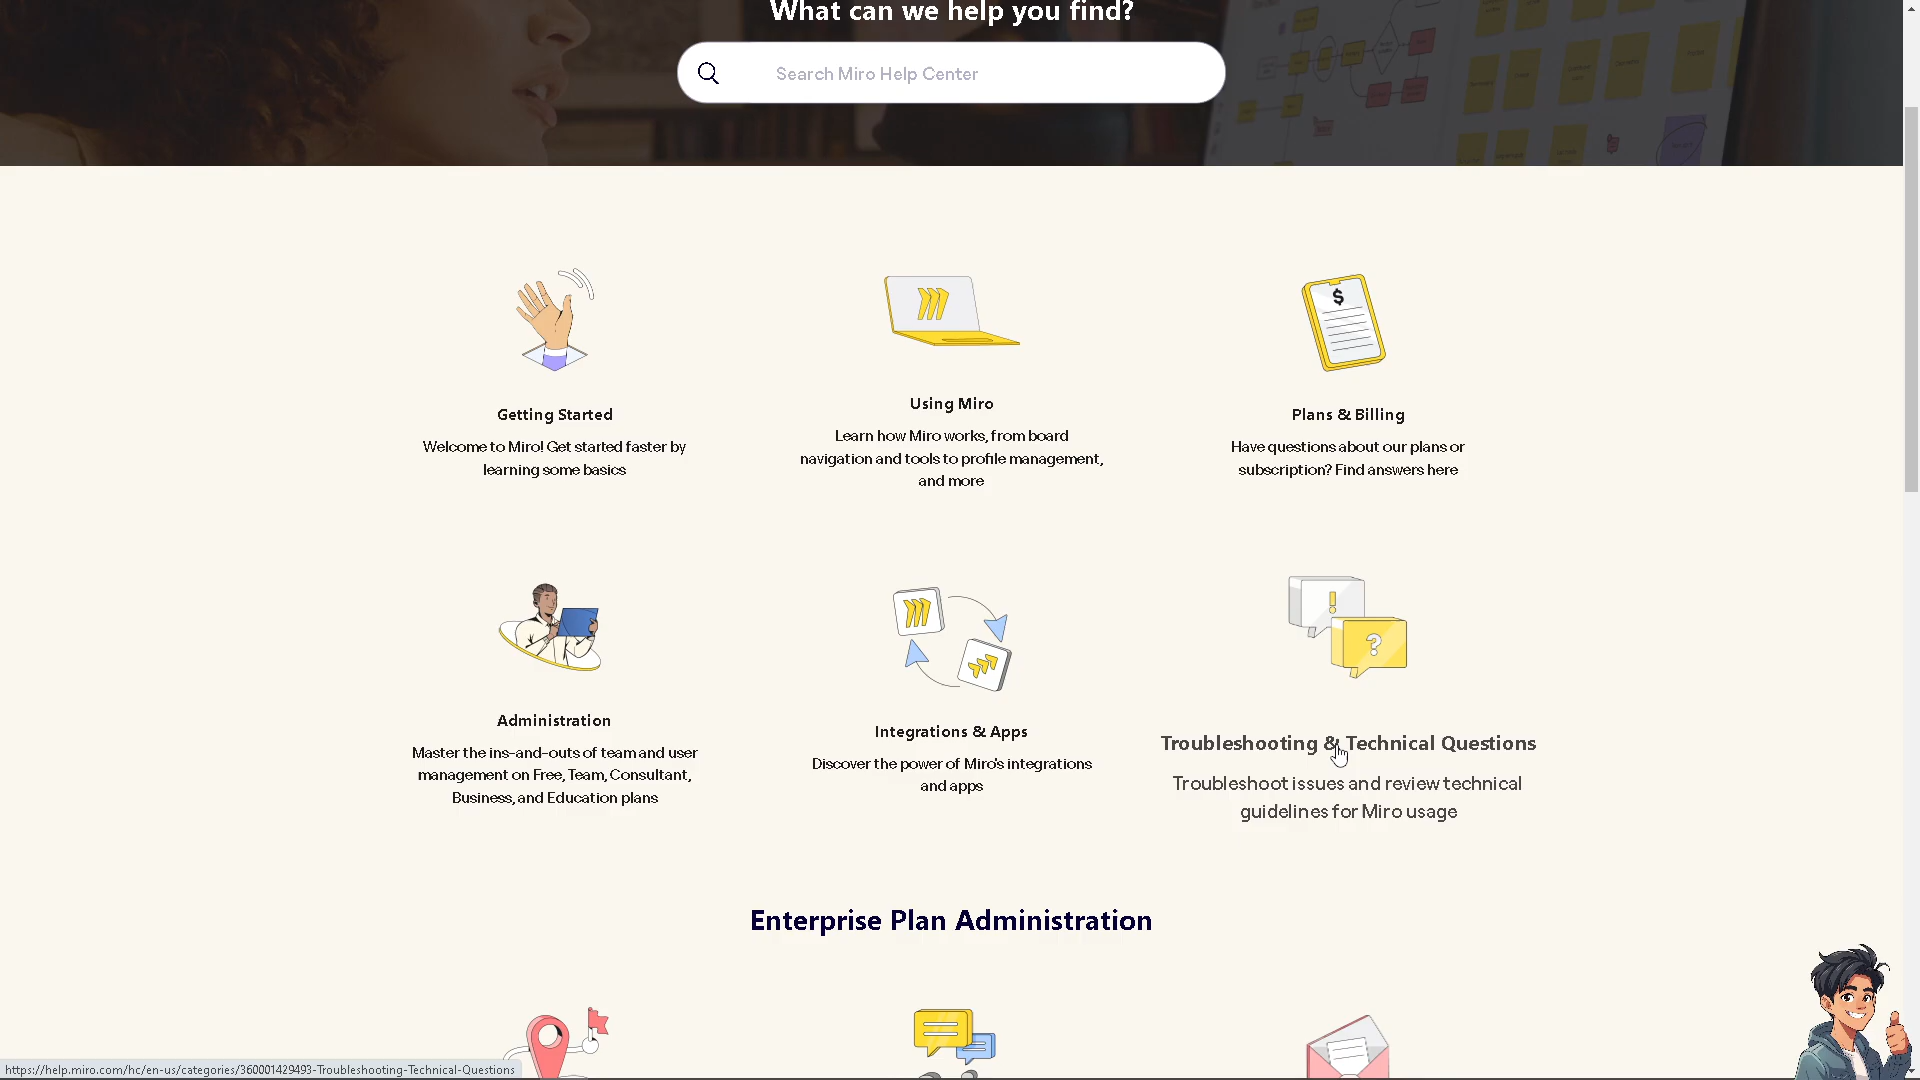 What can we help you find?
Search Miro Help Center
Getting Started
Welcome to Miro! Get started faster by
learning some basics
Using Miro
Learn how Miro works, from board
navigation and tools to profile management,
and more
$
Plans & Billing
Have questions about our plans or
subscription? Find answers here
Administration
Master the ins-and-outs of team and user
management on Free, Team, Consultant,
Business, and Education plans
Integrations & Apps
Discover the power of Miro's integrations
and apps
!
?
Troubleshooting & Technical Questions
Troubleshoot issues and review technical
guidelines for Miro usage
Enterprise Plan Administration
https://help.miro.com/hc/en-us/categories/360001429493-Troubleshooting-Technical-Questions